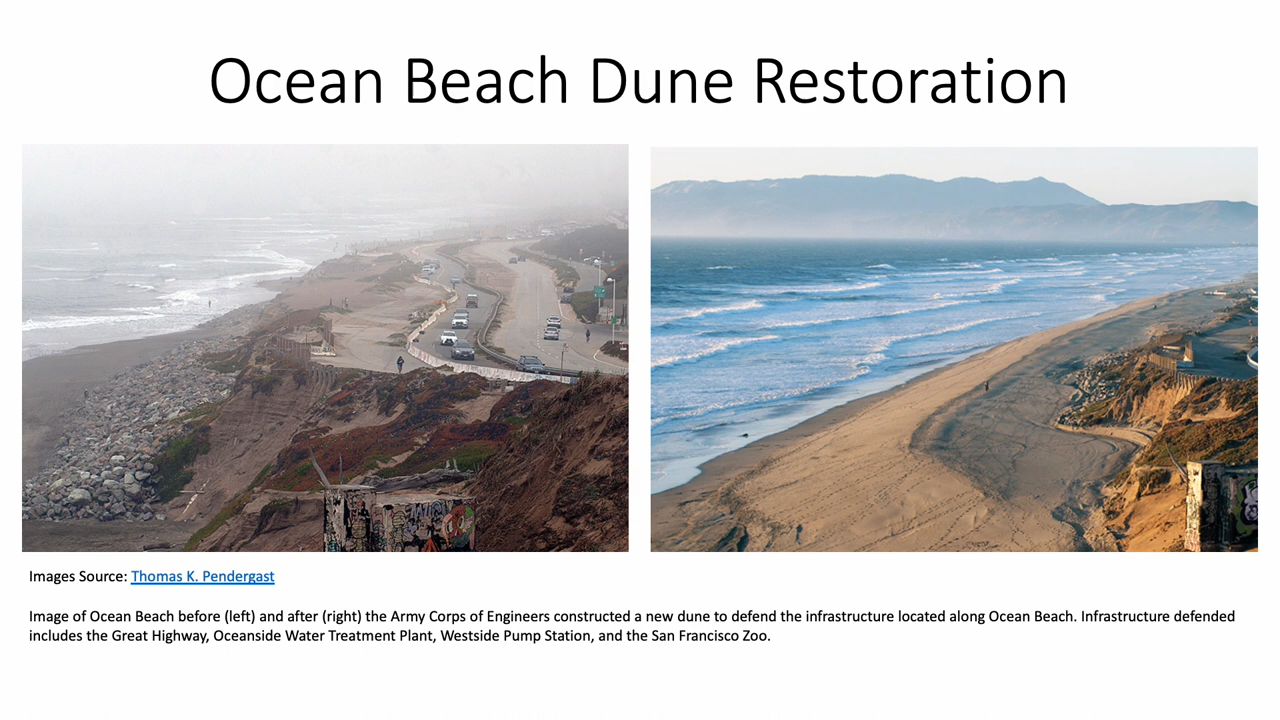 Ocean Beach Dune Restoration
Images Source: Thomas K. Pendergast
Image of Ocean Beach before (left) and after (right) the Army Corps of Engineers constructed a new dune to defend the infrastructure located along Ocean Beach. Infrastructure defended
includes the Great Highway, Oceanside Water Treatment Plant, Westside Pump Station, and the San Francisco Zoo.